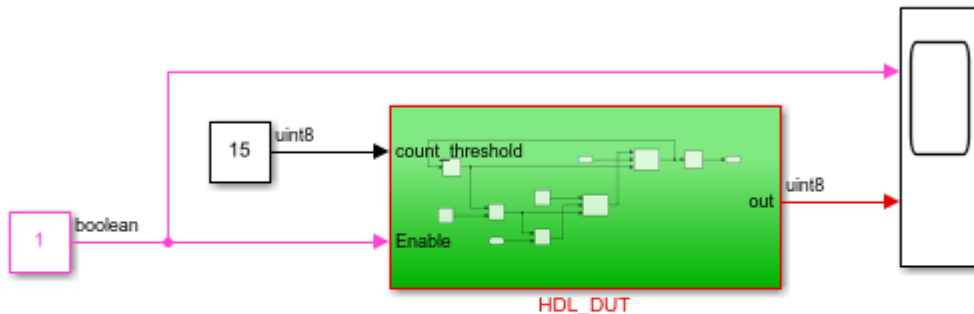 15
uint8
count_threshold
uint8
out
1
boolean
Enable
HDL_DUT